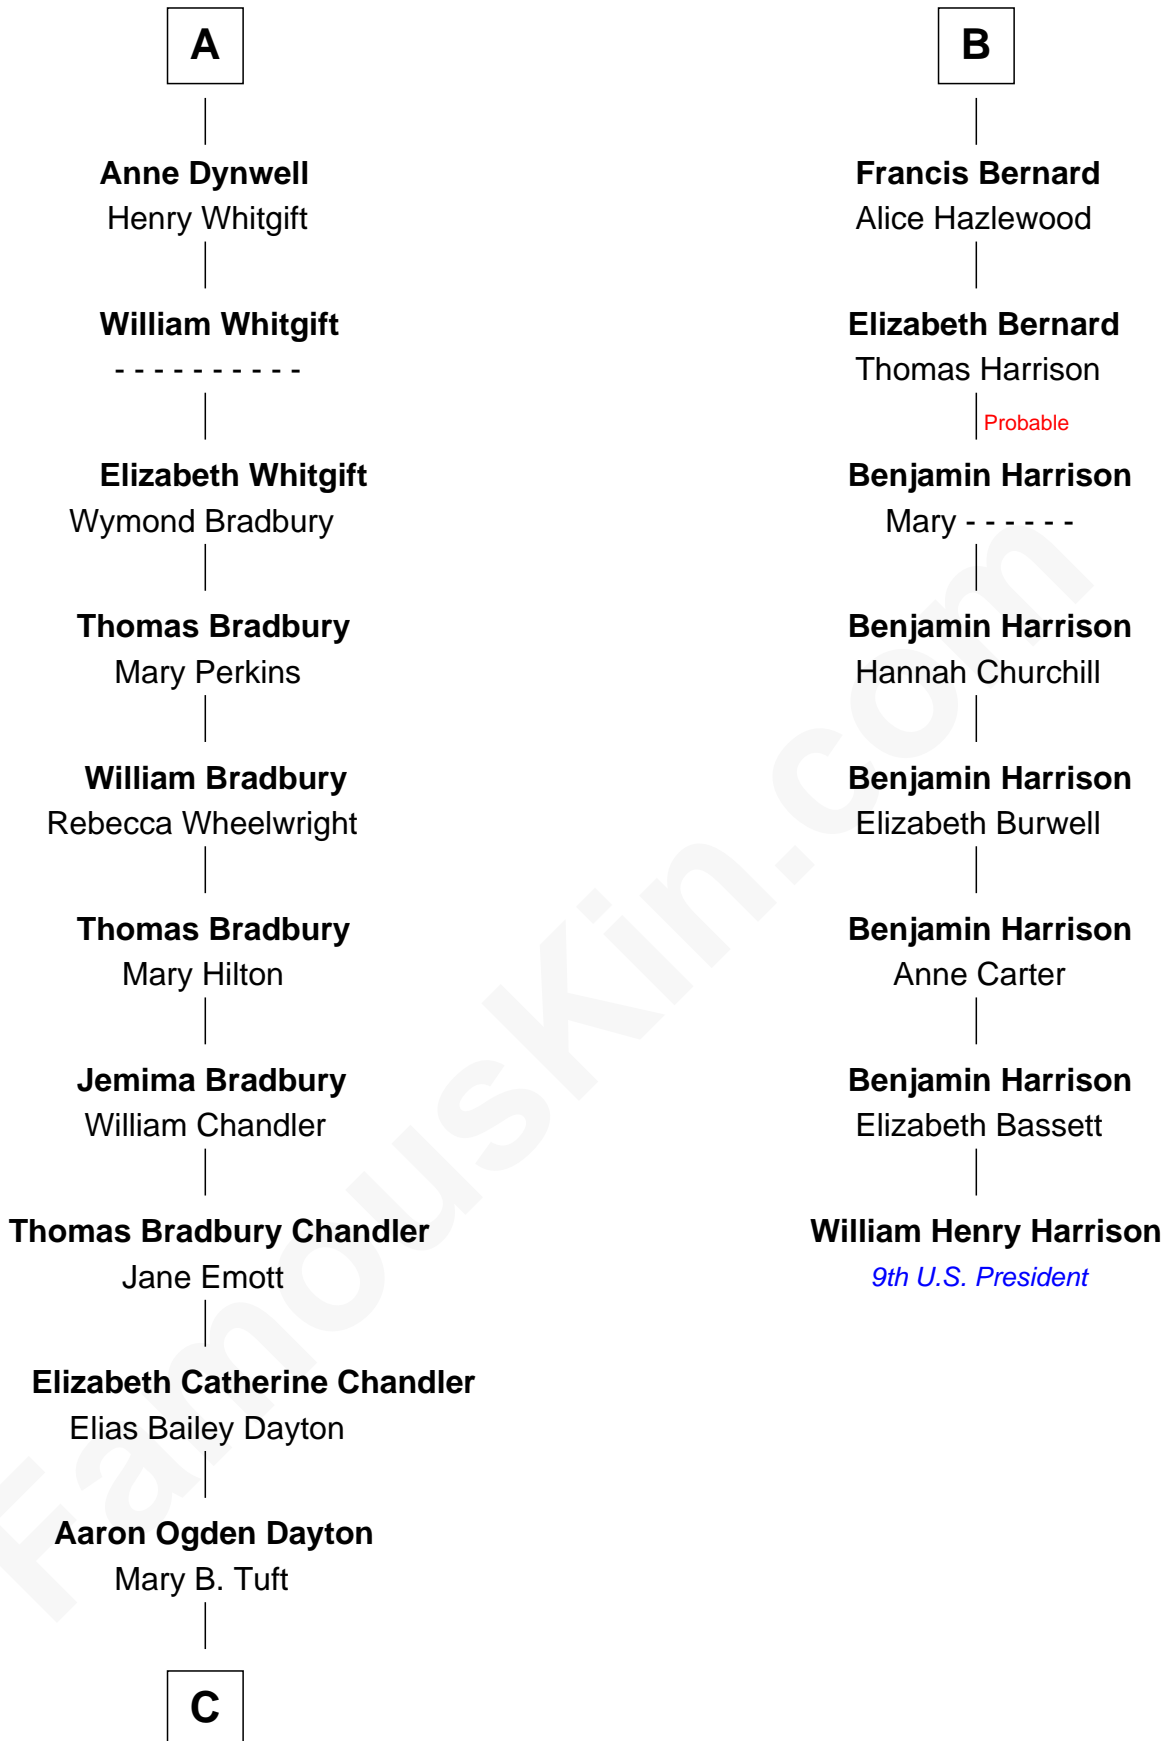 A
Anne Dynwell
Henry Whitgift
William Whitgift
- - - - - - - - - -
Elizabeth Whitgift
Wymond Bradbury
Thomas Bradbury
Mary Perkins
William Bradbury
Rebecca Wheelwright
Thomas Bradbury
Mary Hilton
Jemima Bradbury
William Chandler
Thomas Bradbury Chandler
Jane Emott
Elizabeth Catherine Chandler
Elias Bailey Dayton
Aaron Ogden Dayton
Mary B. Tuft
C
B
Francis Bernard
Alice Hazlewood
Elizabeth Bernard
Thomas Harrison
Probable
Benjamin Harrison
Mary - - - - - -
Benjamin Harrison
Hannah Churchill
Benjamin Harrison
Elizabeth Burwell
Benjamin Harrison
Anne Carter
Benjamin Harrison
Elizabeth Bassett
William Henry Harrison
9th U.S. President
FamousKin.com